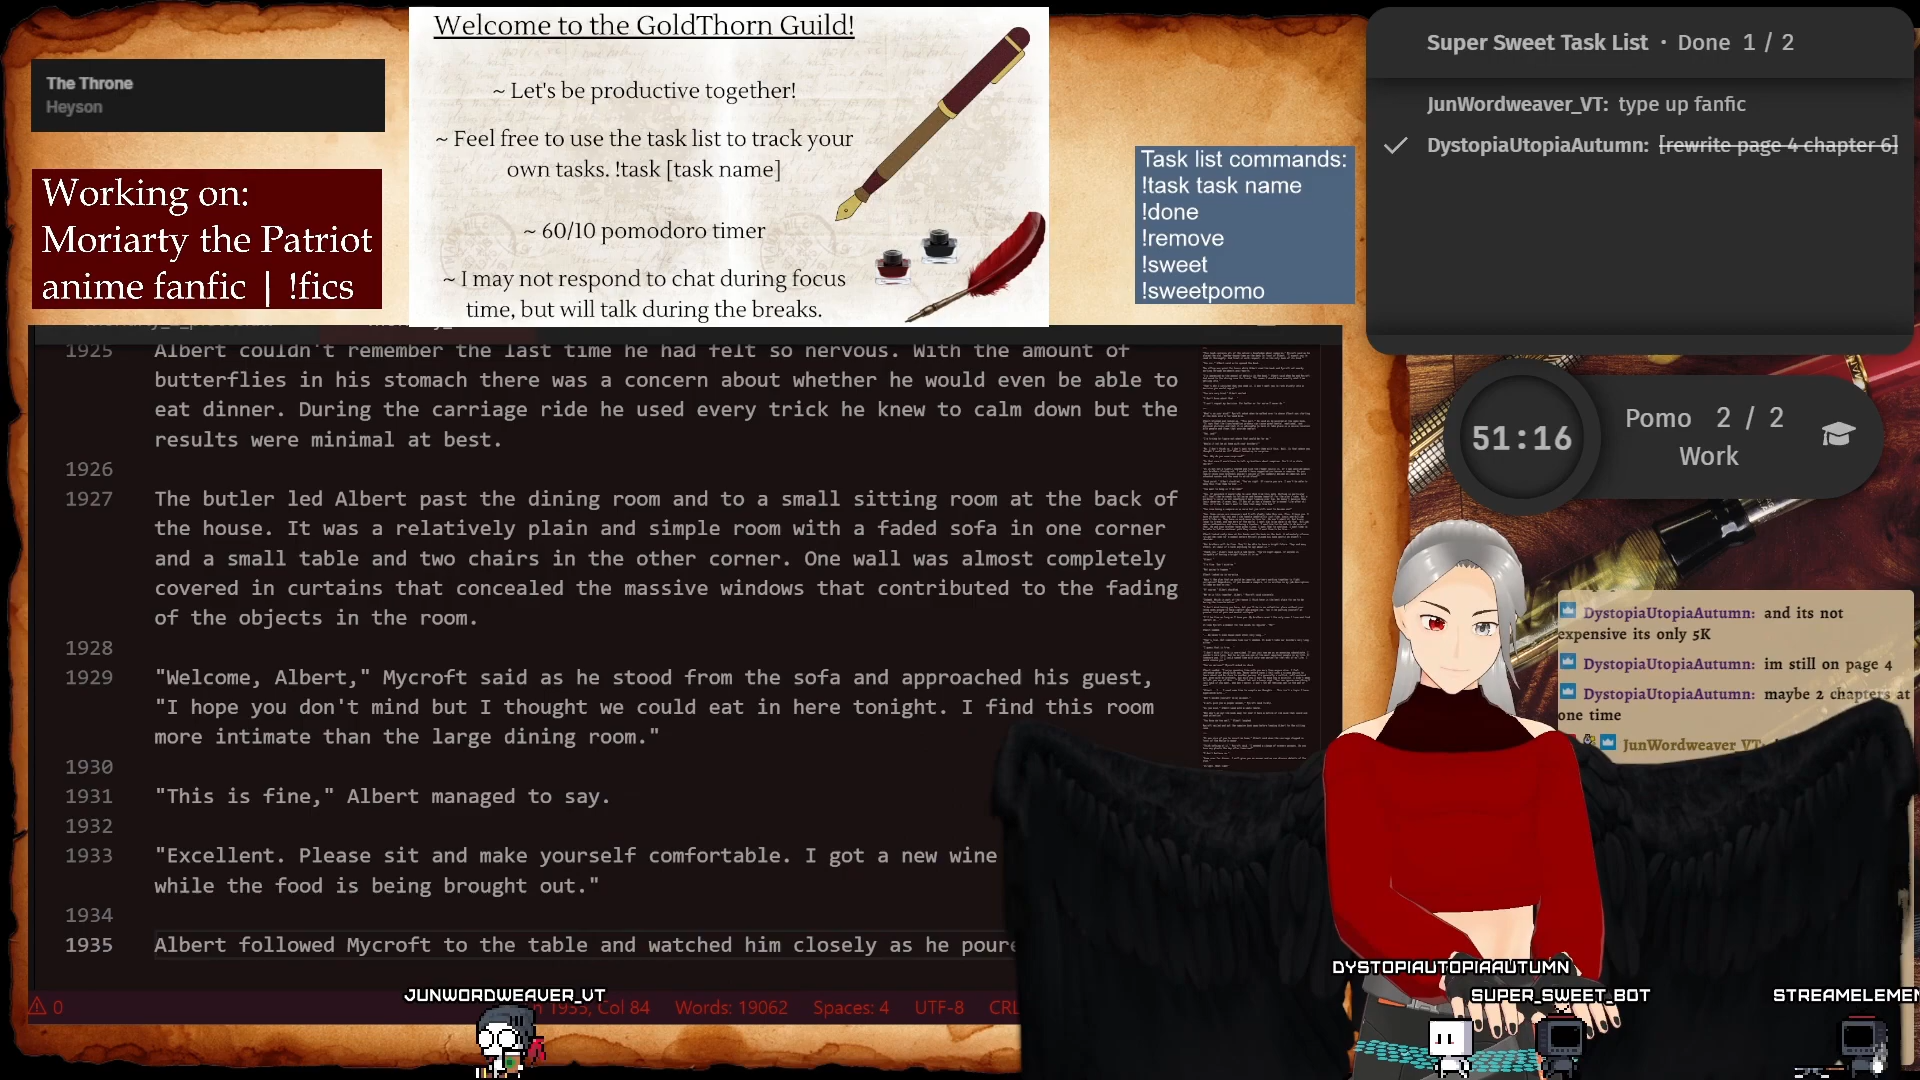 The Throne
Heyson
Working on:
Moriarty the Patriot
anime fanfic | !fics
Welcome to the GoldThorn Guild!
~ Let's be productive together!
~ Feel free to use the task list to track your
own tasks. !task [task name]
~ 60/10 pomodoro timer
~ I may not respond to chat during focus
time, but will talk during the breaks.
Task list commands:
!task task name
!done
!remove
!sweet
!sweetpomo
Super Sweet Task List · Done 1 / 2
JunWordweaver_VT: type up fanfic
DystopiaUtopiaAutumn: [rewrite page 4 chapter 6]
51:16
Pomo 2 / 2
Work
1925 Albert couldn't remember the last time he had felt so nervous. With the amount of
butterflies in his stomach there was a concern about whether he would even be able to
eat dinner. During the carriage ride he used every trick he knew to calm down but the
results were minimal at best.
1926
1927 The butler led Albert past the dining room and to a small sitting room at the back of
the house. It was a relatively plain and simple room with a faded sofa in one corner
and a small table and two chairs in the other corner. One wall was almost completely
covered in curtains that concealed the massive windows that contributed to the fading
of the objects in the room.
1928
1929 "Welcome, Albert," Mycroft said as he stood from the sofa and approached his guest,
"I hope you don't mind but I thought we could eat in here tonight. I find this room
more intimate than the large dining room."
1930
1931 "This is fine," Albert managed to say.
1932
1933 "Excellent. Please sit and make yourself comfortable. I got a new wine
while the food is being brought out."
1934
1935 Albert followed Mycroft to the table and watched him closely as he poure
DystopiaUtopiaAutumn: and its not
expensive its only 5K
DystopiaUtopiaAutumn: im still on page 4
DystopiaUtopiaAutumn: maybe 2 chapters at
one time
JunWordweaver_VT:
0
1935, Col 84 Words: 19062 Spaces: 4 UTF-8 CRL
JUNWORDWEAVER_VT
DYSTOPIAUTOPIAAUTUMN
SUPER_SWEET_BOT
STREAMELEMEN